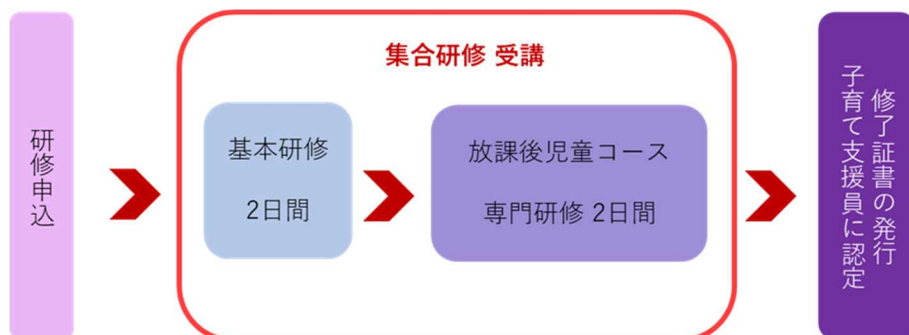 研修申込
集合研修 受講
基本研修
2日間
放課後児童コース
専門研修 2日間
修了証書の発行
子育て支援員に認定